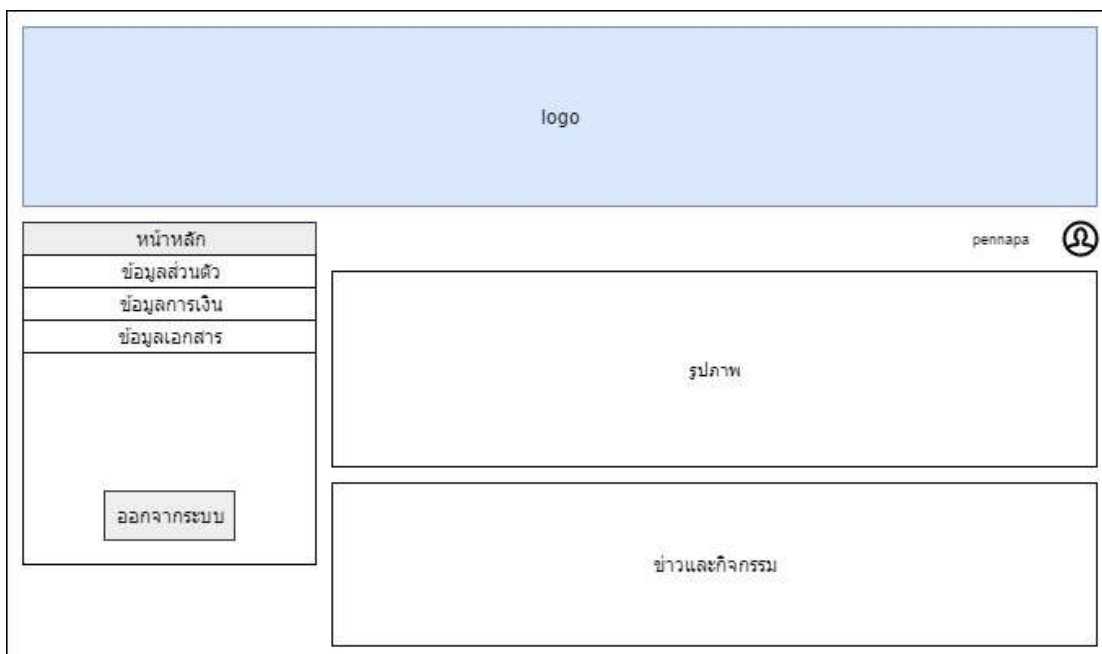 logo
หน้าหลัก
pennapa
ข้อมูลส่วนตัว
ข้อมูลการเงิน
ข้อมูลเอกสาร
รูปภาพ
ออกจากระบบ
ข่าวและกิจกรรม